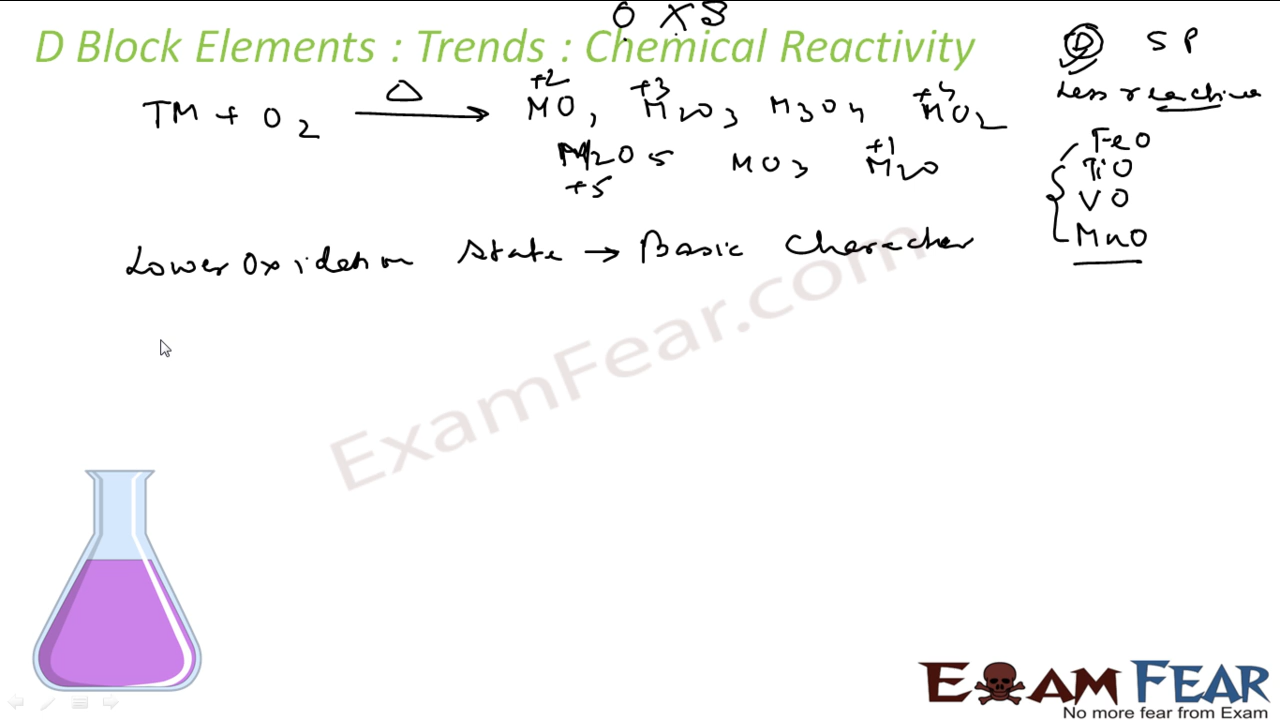 O X S
D Block Elements : Trends : Chemical Reactivity
D S P
Less reactive
TM + O2 △ → MO, M2O3, M3O4, MO2
+2 +3 +4
M2O5 MO3 M2O
+5 +1
FeO
TiO
VO
MnO
Lower Oxidation State → Basic Character
ExamFear.com
EXAM FEAR
No more fear from Exam